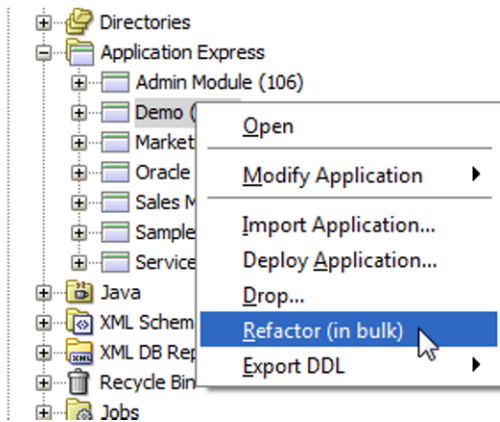 Directories
Application Express
Admin Module (106)
Demo (
Market
Oracle
Sales M
Sample
Service
Java
XML Schem
XML DB Rep
Recycle Bin
Jobs
Open
Modify Application
Import Application...
Deploy Application...
Drop...
Refactor (in bulk)
Export DDL